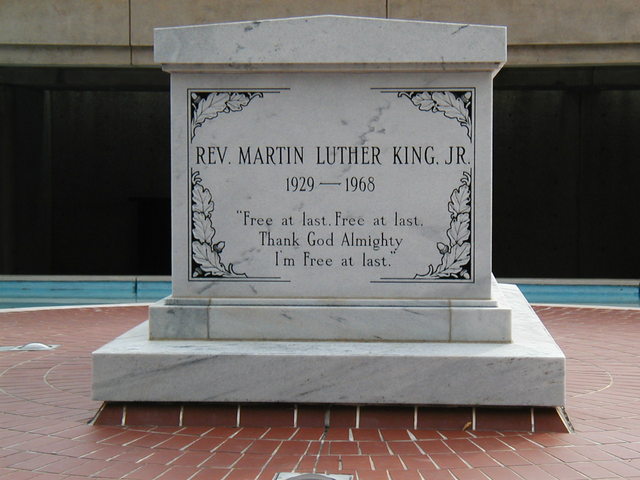 REV. MARTIN LUTHER KING, JR.
1929—1968
"Free at last. Free at last.
Thank God Almighty
I'm Free at last."